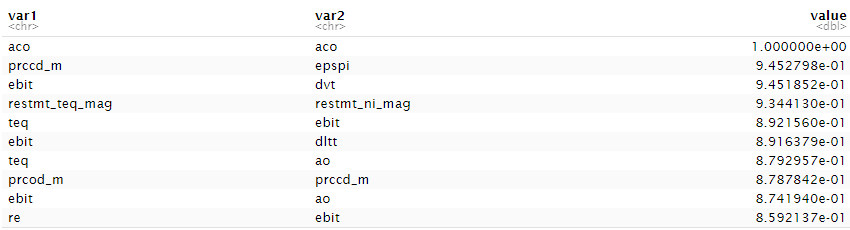 var1 var2 value
<chr> <chr> <dbl>
aco aco 1.000000e+00
prccd_m epspi 9.452798e-01
ebit dvt 9.451852e-01
restmt_teq_mag restmt_ni_mag 9.344130e-01
teq ebit 8.921560e-01
ebit dltt 8.916379e-01
teq ao 8.792957e-01
prcod_m prccd_m 8.787842e-01
ebit ao 8.741940e-01
re ebit 8.592137e-01